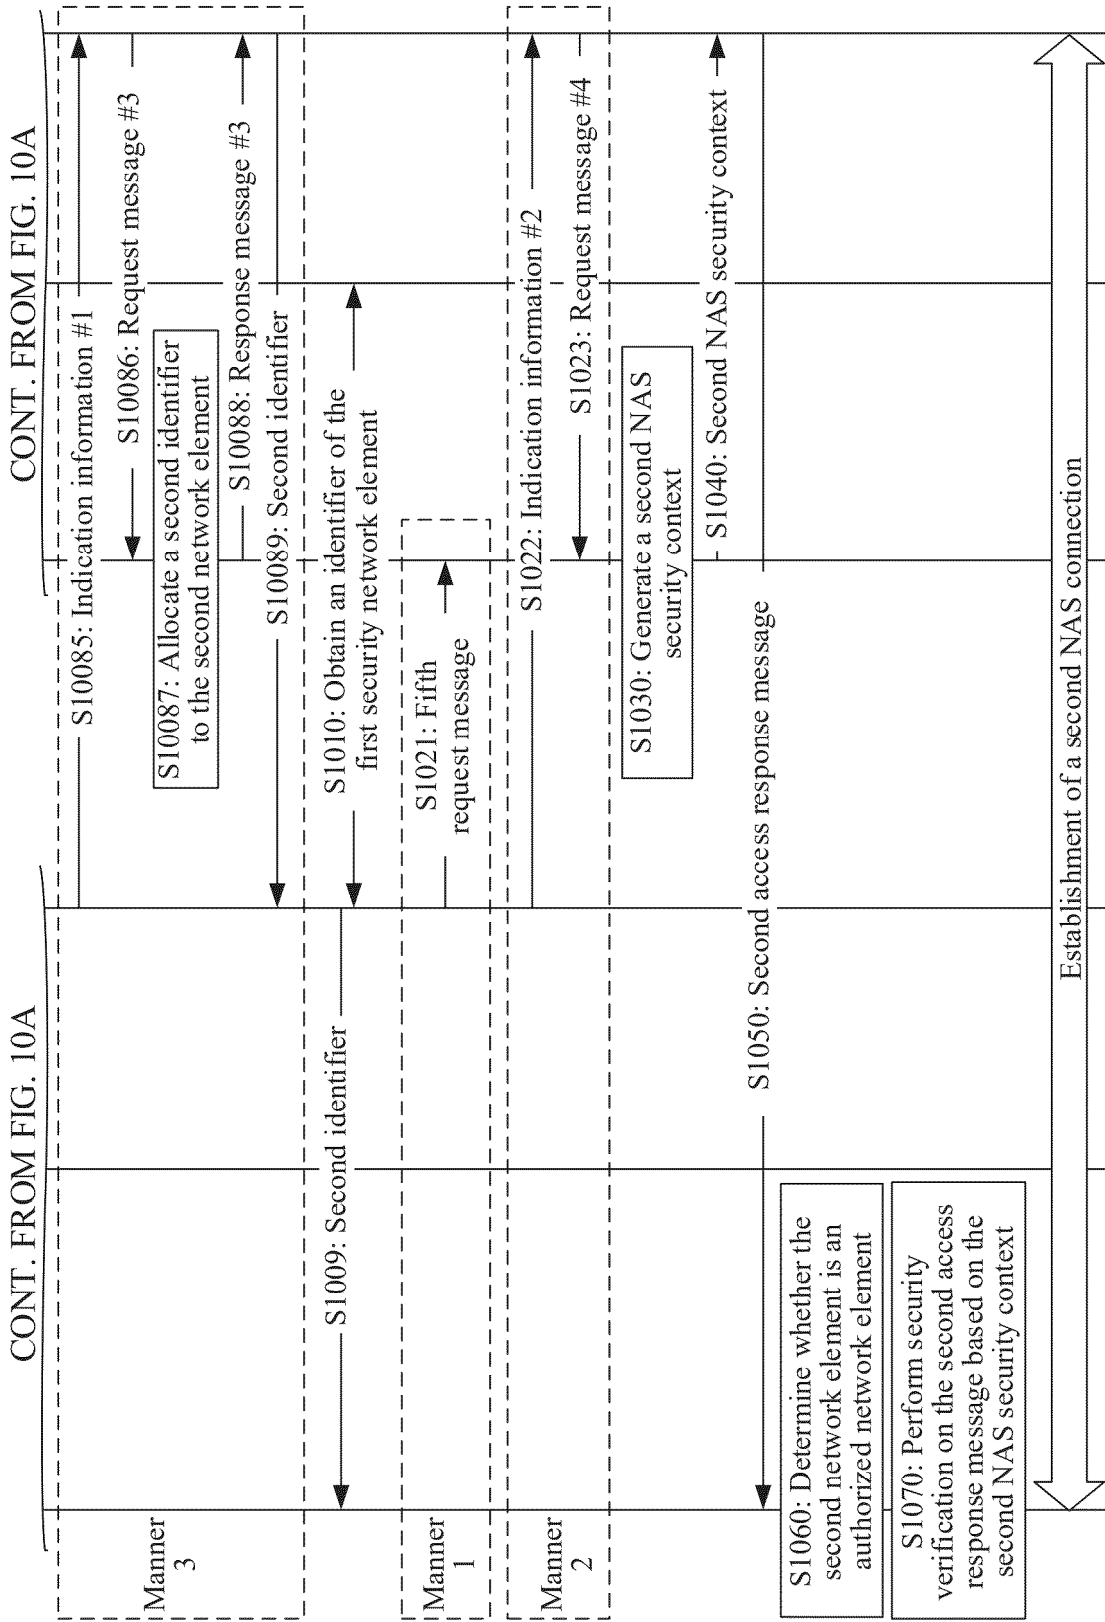 CONT. FROM FIG. 10A
CONT. FROM FIG. 10A
Manner
3
S10085: Indication information #1
S10086: Request message #3
S10087: Allocate a second identifier
to the second network element
S10088: Response message #3
S10089: Second identifier
S1009: Second identifier
S1010: Obtain an identifier of the
first security network element
Manner
1
S1021: Fifth
request message
Manner
2
S1022: Indication information #2
S1023: Request message #4
S1030: Generate a second NAS
security context
S1040: Second NAS security context
S1050: Second access response message
S1060: Determine whether the
second network element is an
authorized network element
S1070: Perform security
verification on the second access
response message based on the
second NAS security context
Establishment of a second NAS connection